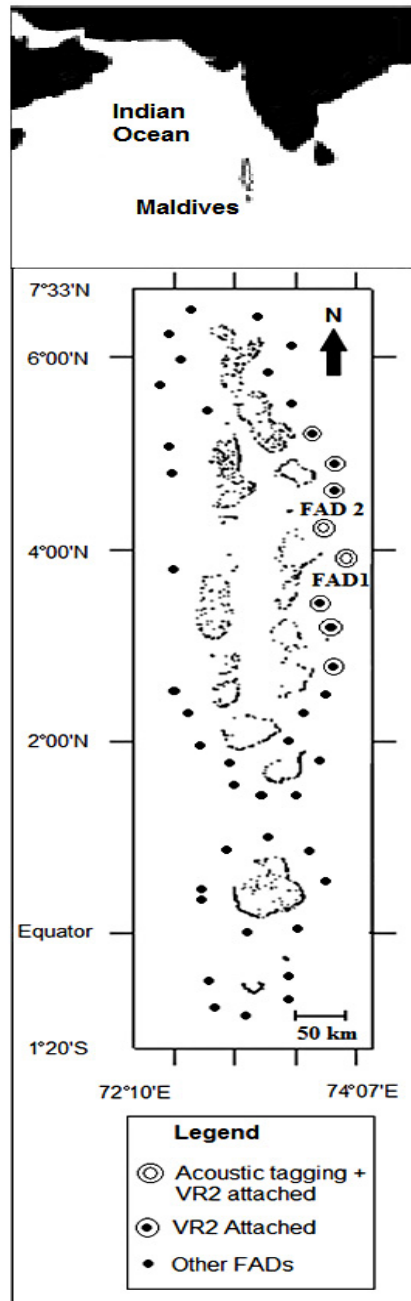 Indian
Ocean
Maldives
7°33'N
N
6°00'N
FAD 2
4°00'N
FAD1
2°00'N
Equator
50 km
1°20'S
72°10'E 74°07'E
Legend
Acoustic tagging +
VR2 attached
VR2 Attached
Other FADs